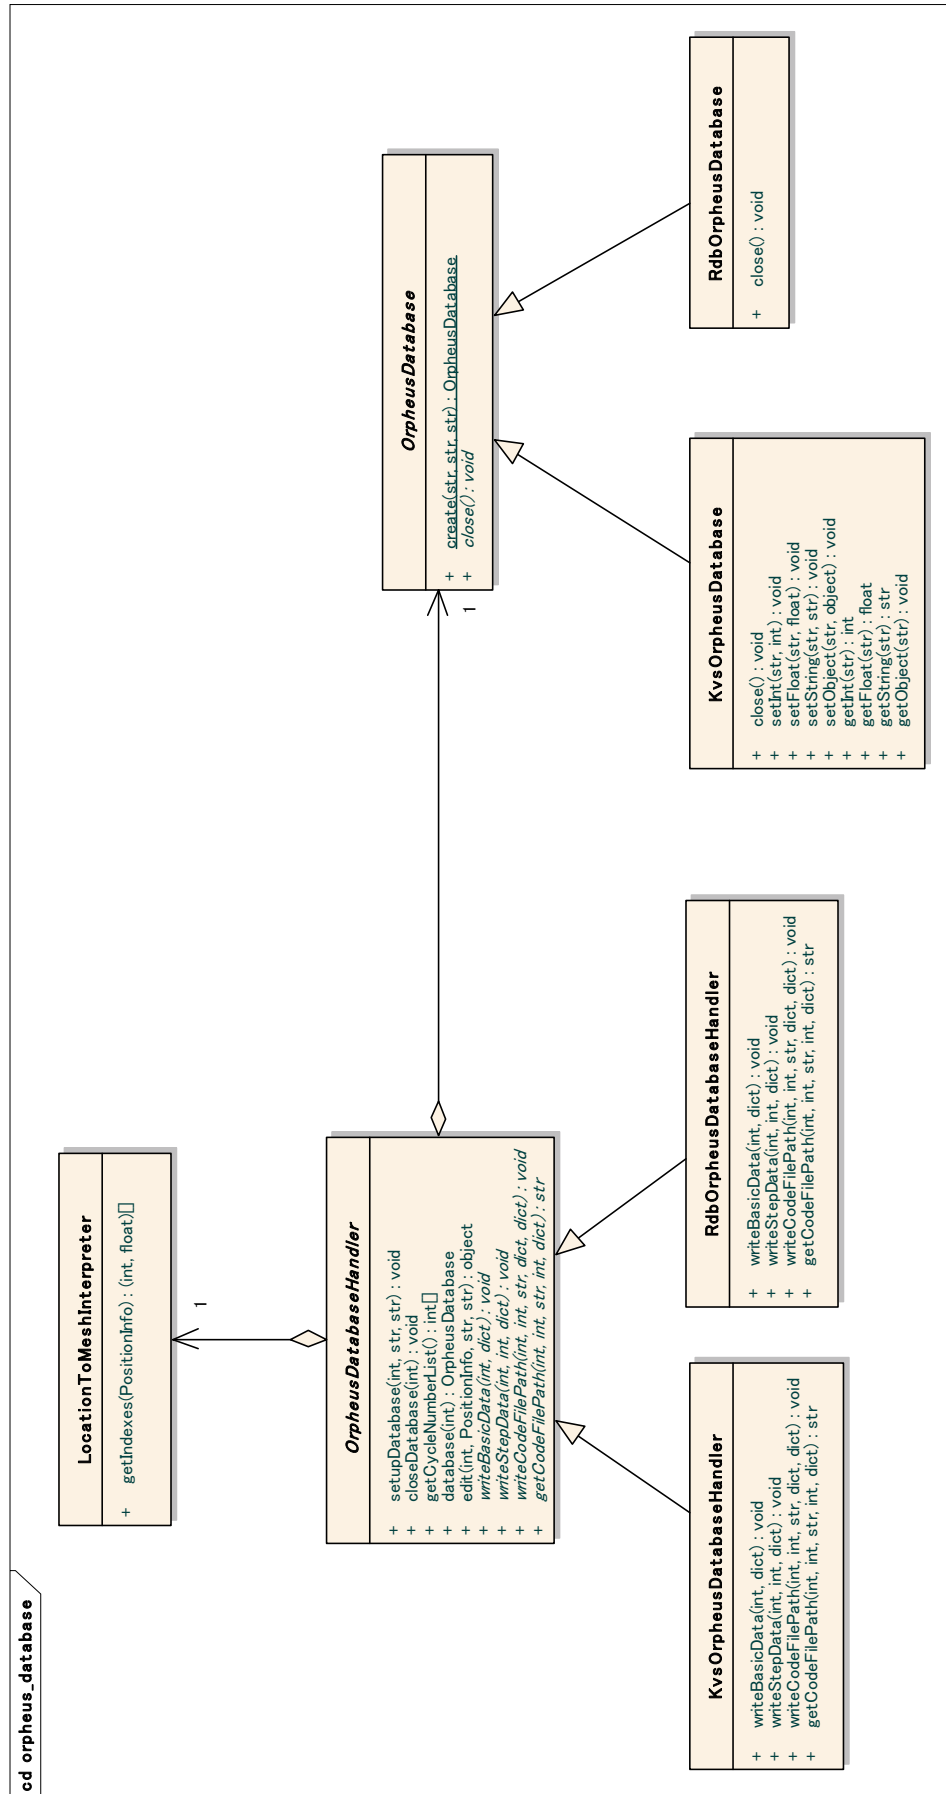 cd orpheus_database
LocationToMeshInterpreter
+ getIndexes(PositionInfo) : (int, float)[]
1
OrpheusDatabaseHandler
+ setupDatabase(int, str, str) : void
+ closeDatabase(int) : void
+ getCycleNumberList() : int[]
+ database(int) : OrpheusDatabase
+ edit(int, PositionInfo, str, str) : object
+ writeBasicData(int, dict) : void
+ writeStepData(int, int, dict) : void
+ writeCodeFilePath(int, int, str, dict, dict) : void
+ getCodeFilePath(int, int, str, int, dict) : str
1
OrpheusDatabase
+ create(str, str, str) : OrpheusDatabase
+ close() : void
KvsOrpheusDatabaseHandler
+ writeBasicData(int, dict) : void
+ writeStepData(int, int, dict) : void
+ writeCodeFilePath(int, int, str, dict, dict) : void
+ getCodeFilePath(int, int, str, int, dict) : str
RdbOrpheusDatabaseHandler
+ writeBasicData(int, dict) : void
+ writeStepData(int, int, dict) : void
+ writeCodeFilePath(int, int, str, dict, dict) : void
+ getCodeFilePath(int, int, str, int, dict) : str
KvsOrpheusDatabase
+ close() : void
+ setInt(str, int) : void
+ setFloat(str, float) : void
+ setString(str, str) : void
+ setObject(str, object) : void
+ getInt(str) : int
+ getFloat(str) : float
+ getString(str) : str
+ getObject(str) : void
RdbOrpheusDatabase
+ close() : void